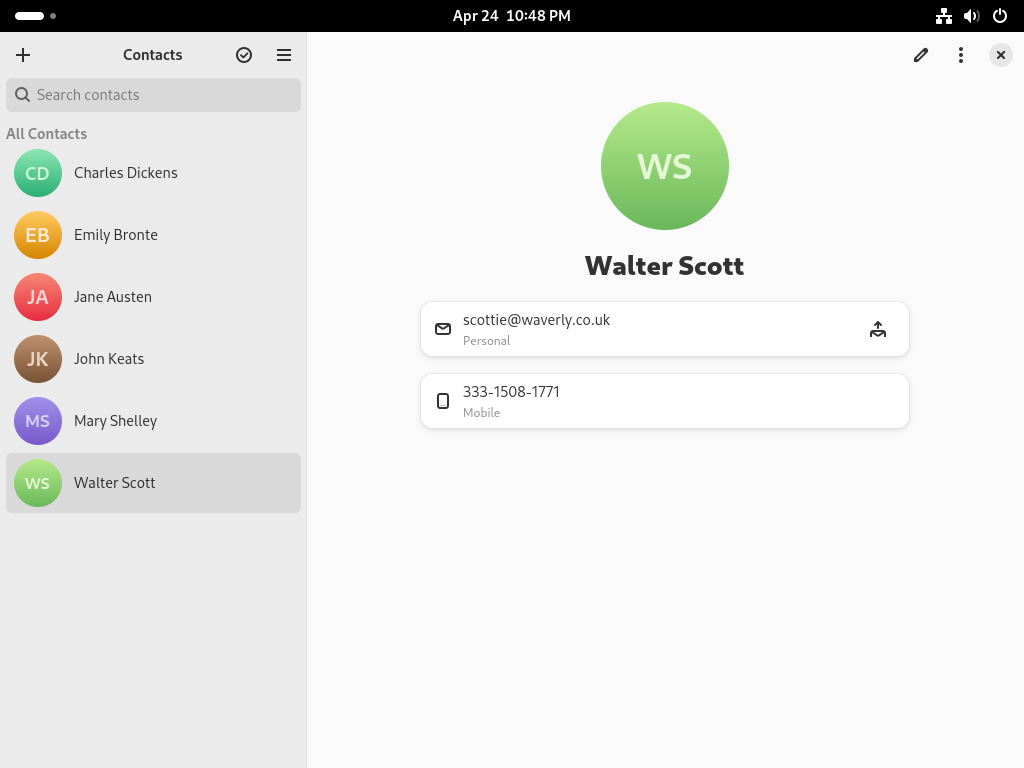 Apr 24 10:48 PM
Contacts
Search contacts
All Contacts
CD Charles Dickens
EB Emily Bronte
JA Jane Austen
JK John Keats
MS Mary Shelley
WS Walter Scott
WS
Walter Scott
scottie@waverly.co.uk
Personal
333-1508-1771
Mobile